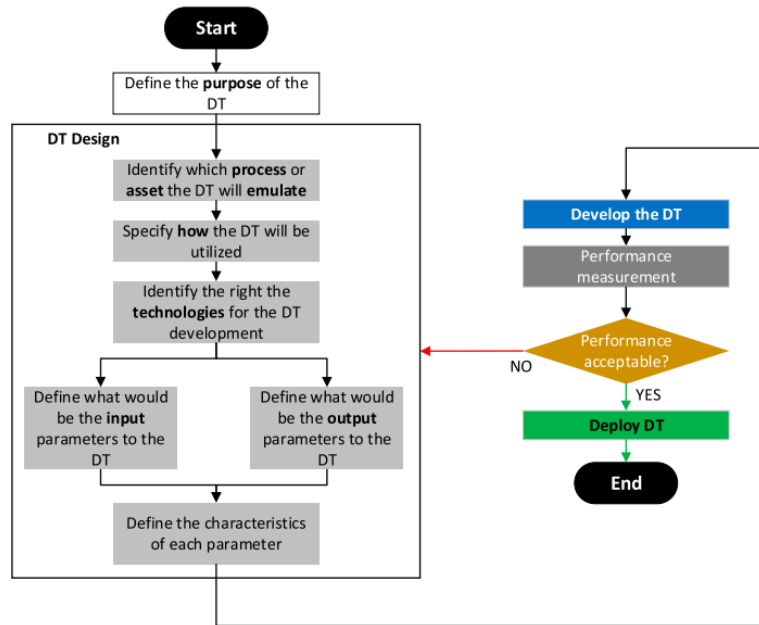 Start
Define the purpose of the
DT
DT Design
Identify which process or
asset the DT will emulate
Specify how the DT will be
utilized
Identify the right the
technologies for the DT
development
Define what would
be the input
parameters to the
DT
Define what would
be the output
parameters to the
DT
Define the characteristics
of each parameter
Develop the DT
Performance
measurement
Performance
acceptable?
NO
YES
Deploy DT
End